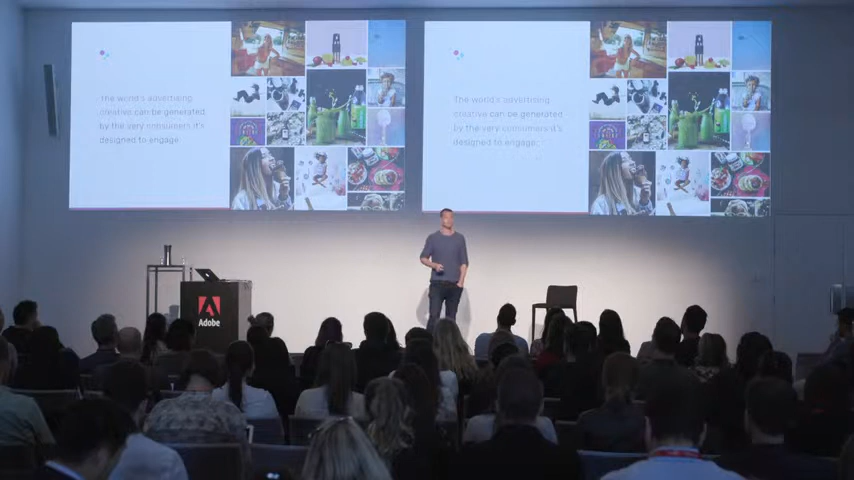 The world's advertising
creative can be generated
by the very consumers it's
designed to engage.
The world's advertising
creative can be generated
by the very consumers it's
designed to engage.
Adobe